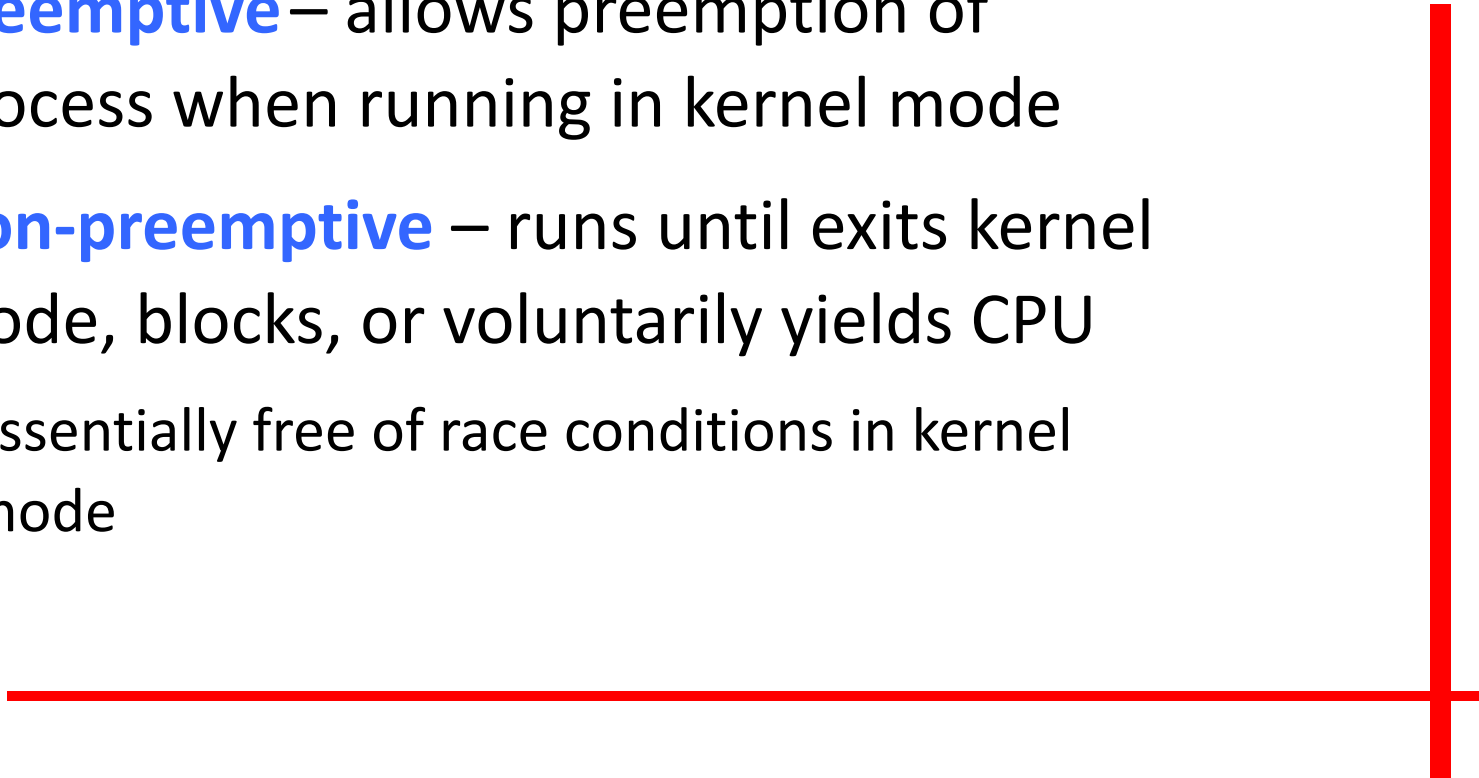 eemptive – allows preemption of
ocess when running in kernel mode
on-preemptive – runs until exits kernel
ode, blocks, or voluntarily yields CPU
ssentially free of race conditions in kernel
node